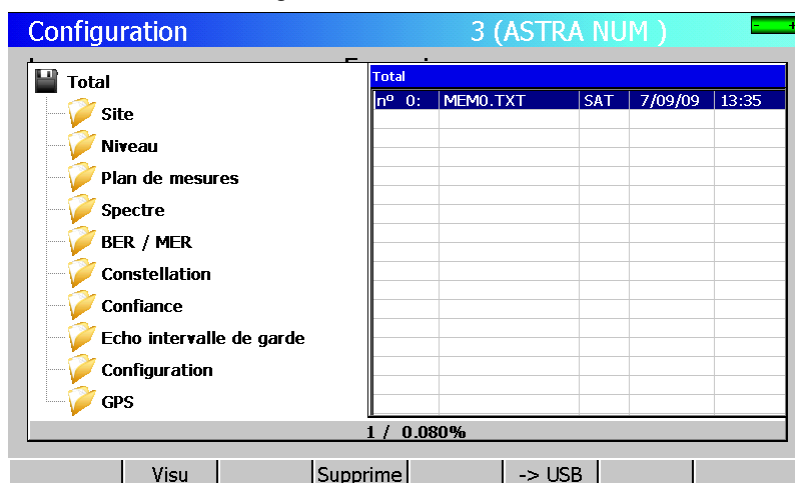 Configuration 3 (ASTRA NUM )
- +
Total
Site
Niveau
Plan de mesures
Spectre
BER / MER
Constellation
Confiance
Echo intervalle de garde
Configuration
GPS
Total
nº 0: MEM0.TXT SAT 7/09/09 13:35
1 / 0.080%
Visu Supprime -> USB